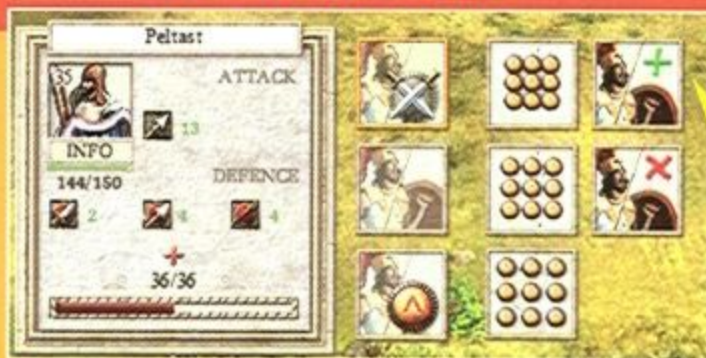 Peltast
35
ATTACK
13
INFO
144/150
DEFENCE
2 4 4
36/36